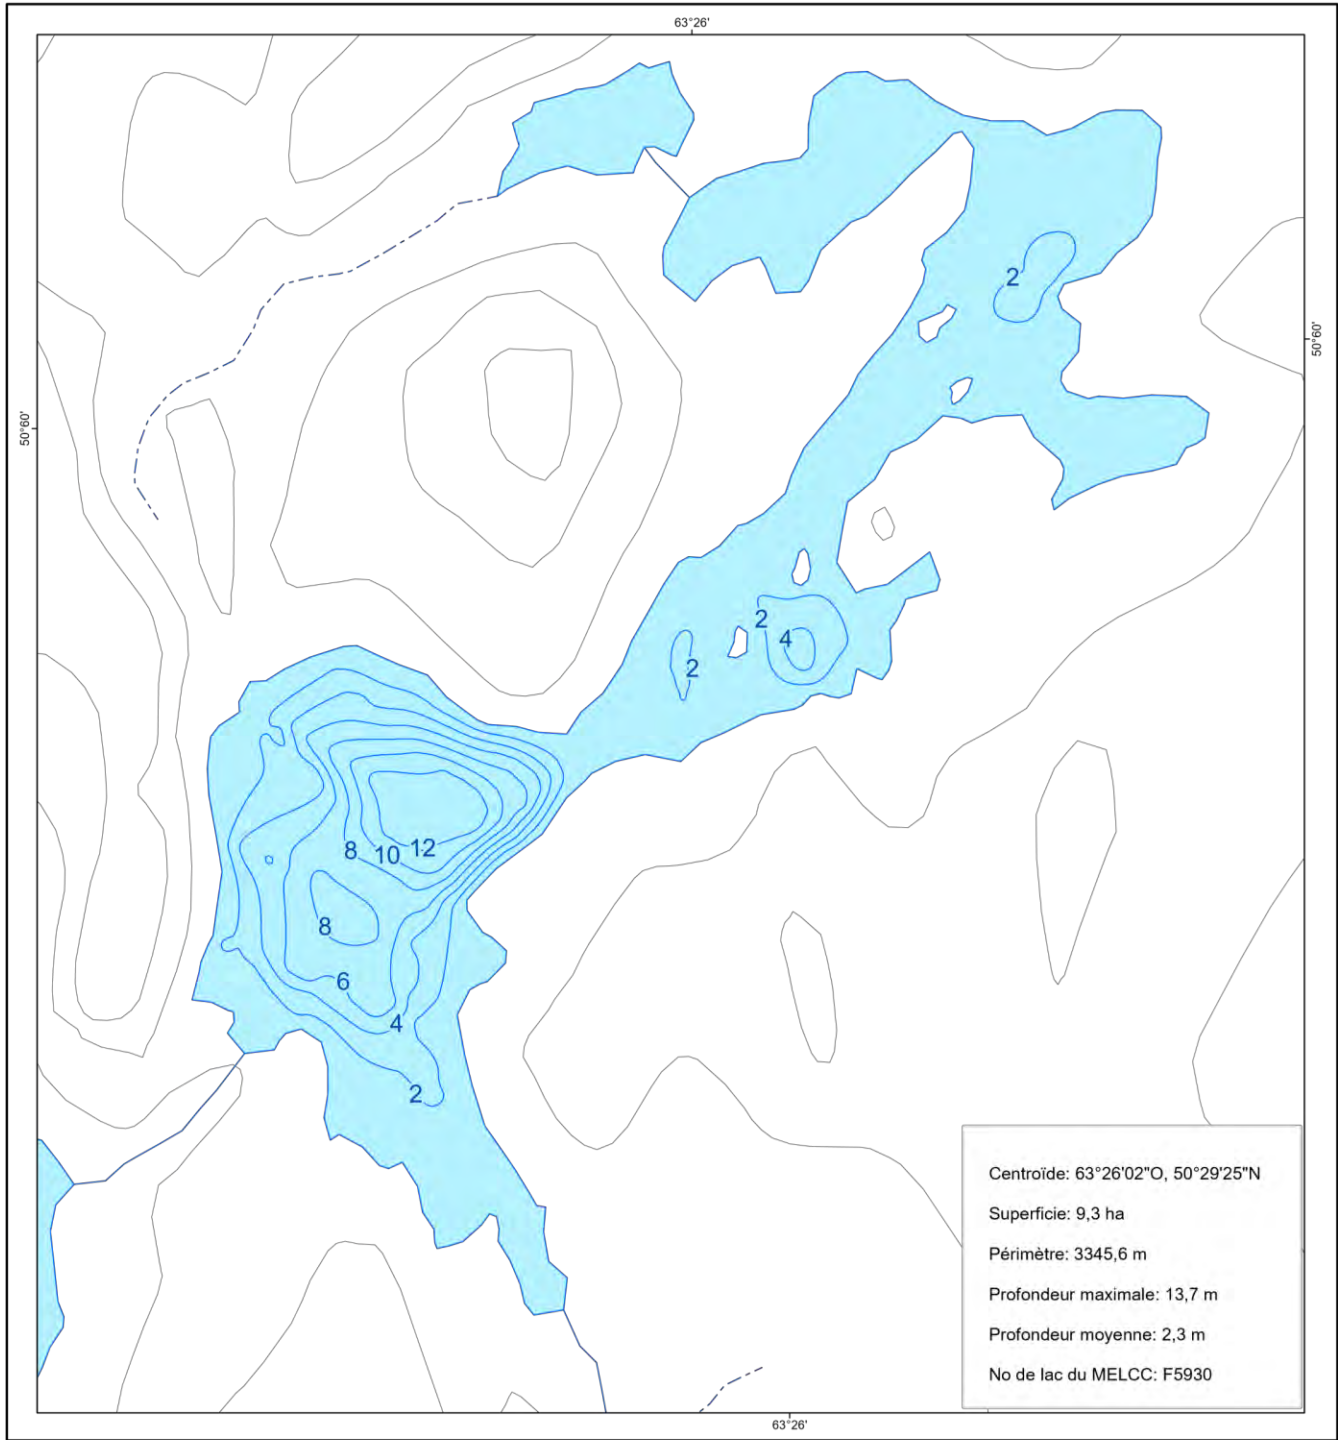 63°26'
50°60'
50°60'
2
2
4
2
8
10
12
8
6
4
2
Centroïde: 63°26'02"O, 50°29'25"N
Superficie: 9,3 ha
Périmètre: 3345,6 m
Profondeur maximale: 13,7 m
Profondeur moyenne: 2,3 m
No de lac du MELCC: F5930
63°26'